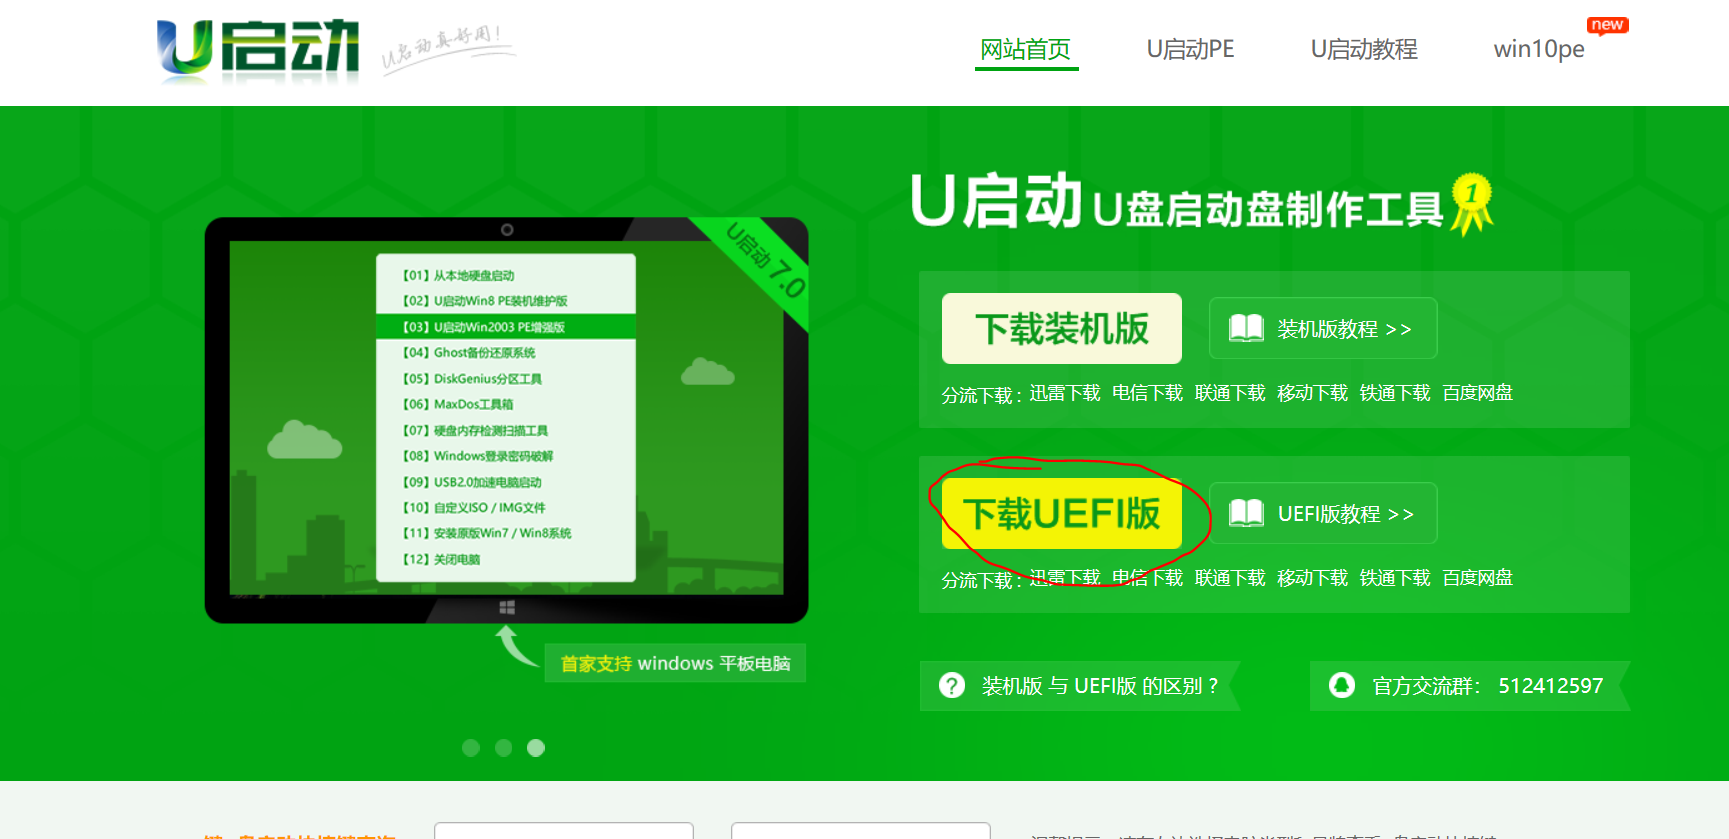 U启动 U启动真好用!
网站首页 U启动PE U启动教程 win10pe new
U启动 U盘启动盘制作工具 1
U启动 7.0
【01】从本地硬盘启动
【02】U启动Win8 PE装机维护版
【03】U启动Win2003 PE增强版
【04】Ghost备份还原系统
【05】DiskGenius分区工具
【06】MaxDos工具箱
【07】硬盘内存检测扫描工具
【08】Windows登录密码破解
【09】USB2.0加速电脑启动
【10】自定义ISO / IMG文件
【11】安装原版Win7 / Win8系统
【12】关闭电脑
首家支持 windows 平板电脑
下载装机版 装机版教程 >>
分流下载: 迅雷下载 电信下载 联通下载 移动下载 铁通下载 百度网盘
下载UEFI版 UEFI版教程 >>
分流下载: 迅雷下载 电信下载 联通下载 移动下载 铁通下载 百度网盘
? 装机版 与 UEFI版 的区别 ?
官方交流群: 512412597